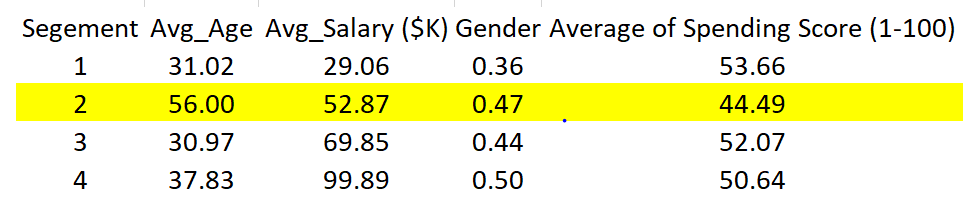 Segement Avg_Age Avg_Salary ($K) Gender Average of Spending Score (1-100)
1 31.02 29.06 0.36 53.66
2 56.00 52.87 0.47 44.49
3 30.97 69.85 0.44 52.07
4 37.83 99.89 0.50 50.64